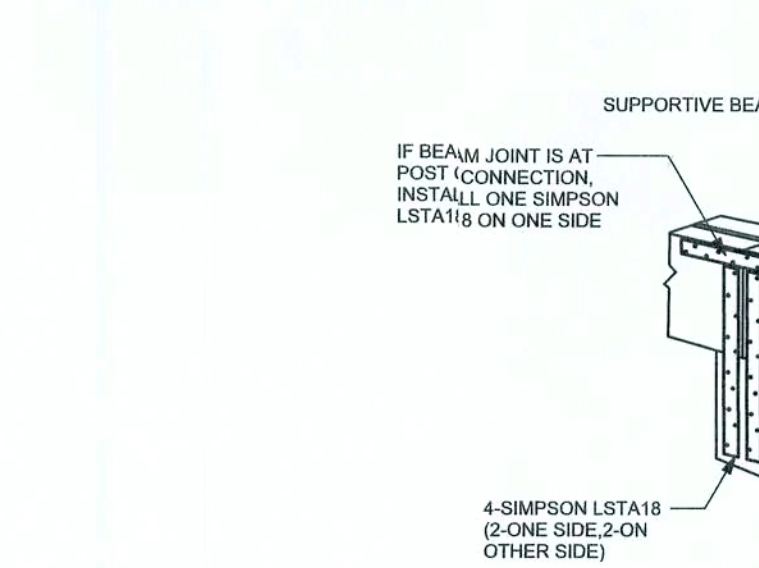 SUPPORTIVE BEA
IF BEAM JOINT IS AT
POST CONNECTION,
INSTALL ONE SIMPSON
LSTA18 ON ONE SIDE
4-SIMPSON LSTA18
(2-ONE SIDE,2-ON
OTHER SIDE)